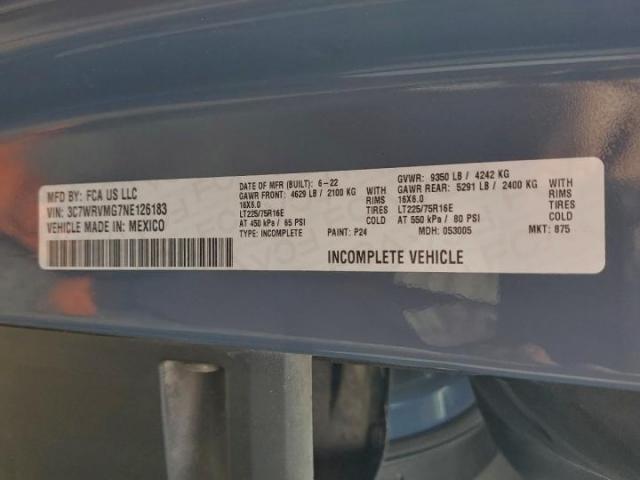 MFD BY: FCA US LLC
VIN: 3C7WRVMG7NE126183
VEHICLE MADE IN: MEXICO
DATE OF MFR (BUILT): 6-22
GAWR FRONT: 4629 LB / 2100 KG WITH
16X6.0 RIMS
LT225/75R16E TIRES
AT 450 kPa / 65 PSI COLD
TYPE: INCOMPLETE PAINT: P24
GVWR: 9350 LB / 4242 KG
GAWR REAR: 5291 LB / 2400 KG WITH
16X6.0 RIMS
LT225/75R16E TIRES
AT 550 kPa / 80 PSI COLD
MDH: 053005 MKT: 875
INCOMPLETE VEHICLE